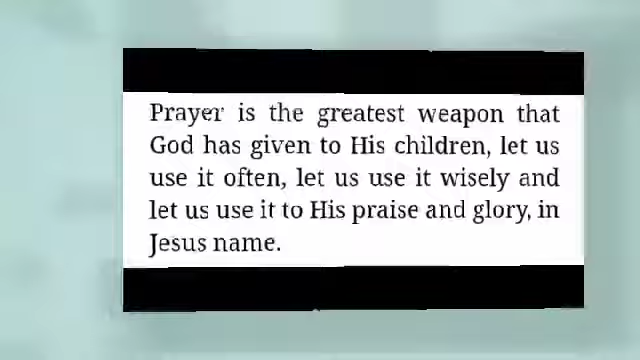 Prayer is the greatest weapon that
God has given to His children, let us
use it often, let us use it wisely and
let us use it to His praise and glory, in
Jesus name.